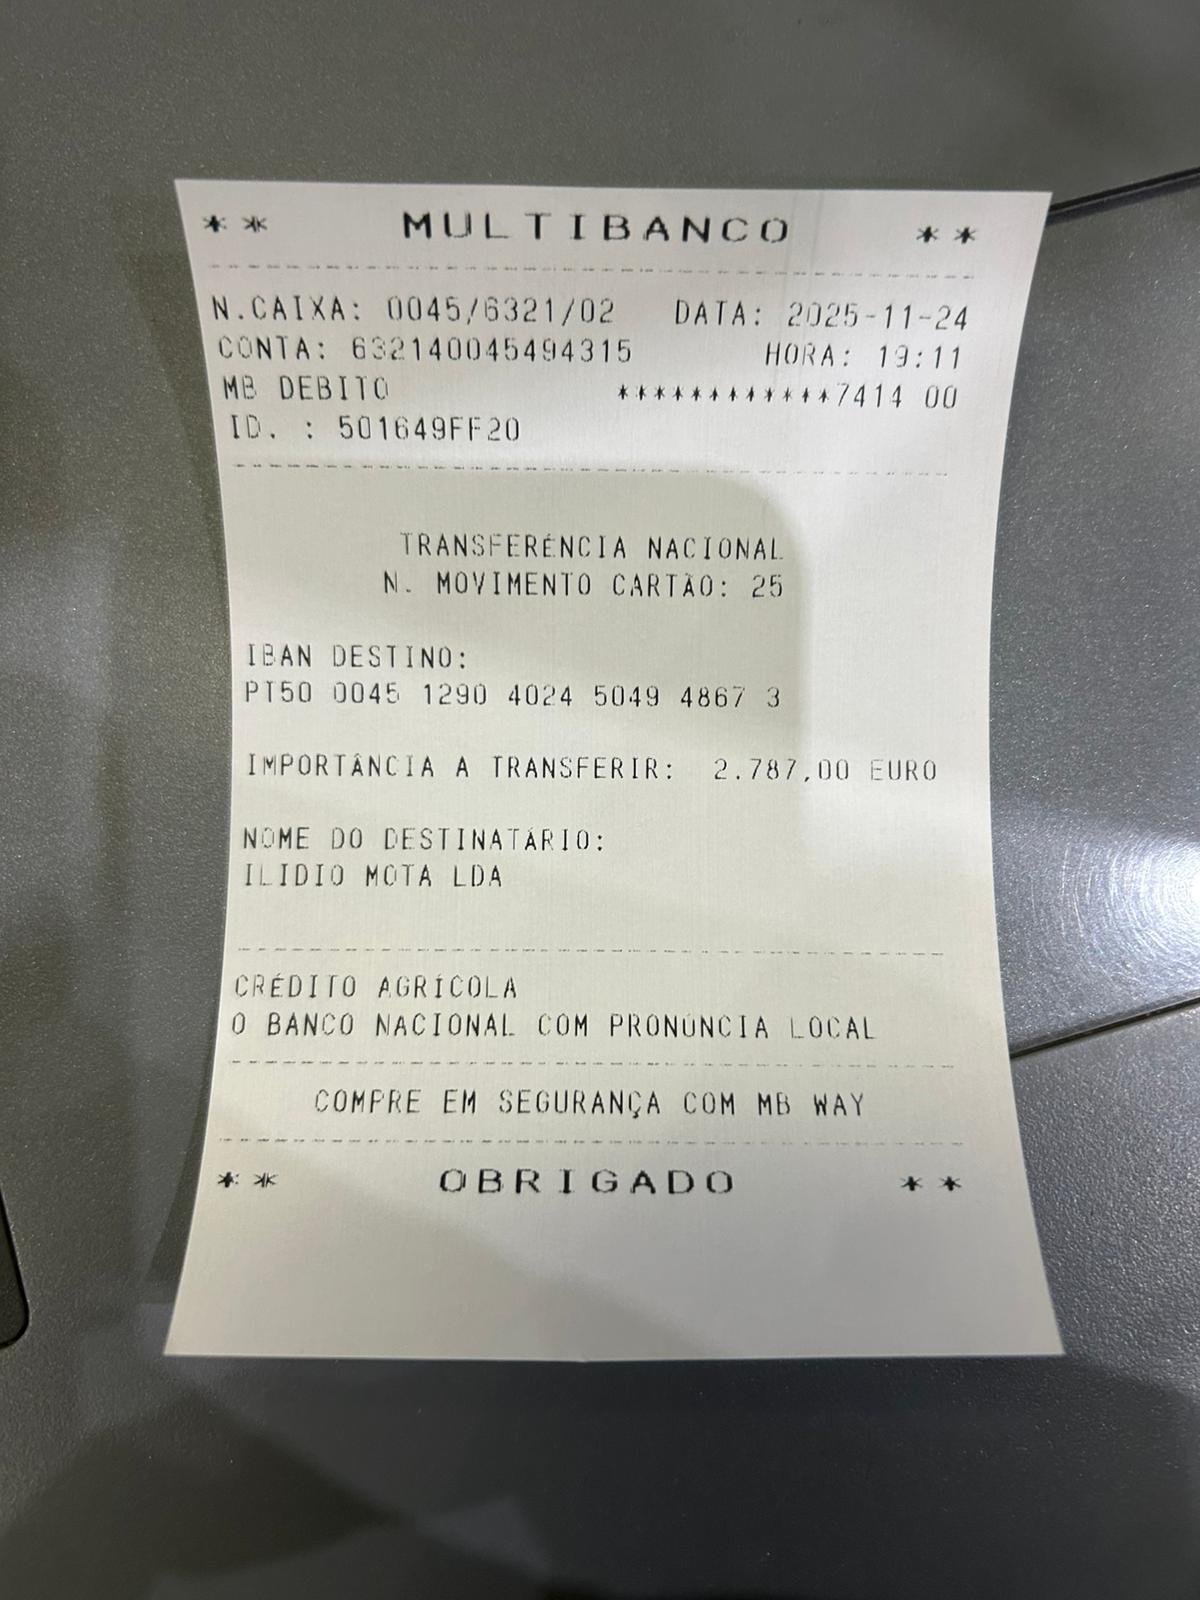 ** MULTIBANCO **
N.CAIXA: 0045/6321/02 DATA: 2025-11-24
CONTA: 632140045494315 HORA: 19:11
MB DEBITO ************7414 00
ID. : 501649FF20
TRANSFERÊNCIA NACIONAL
N. MOVIMENTO CARTÃO: 25
IBAN DESTINO:
PT50 0045 1290 4024 5049 4867 3
IMPORTÂNCIA A TRANSFERIR: 2.787,00 EURO
NOME DO DESTINATÁRIO:
ILIDIO MOTA LDA
CRÉDITO AGRÍCOLA
O BANCO NACIONAL COM PRONÚNCIA LOCAL
COMPRE EM SEGURANÇA COM MB WAY
** OBRIGADO **